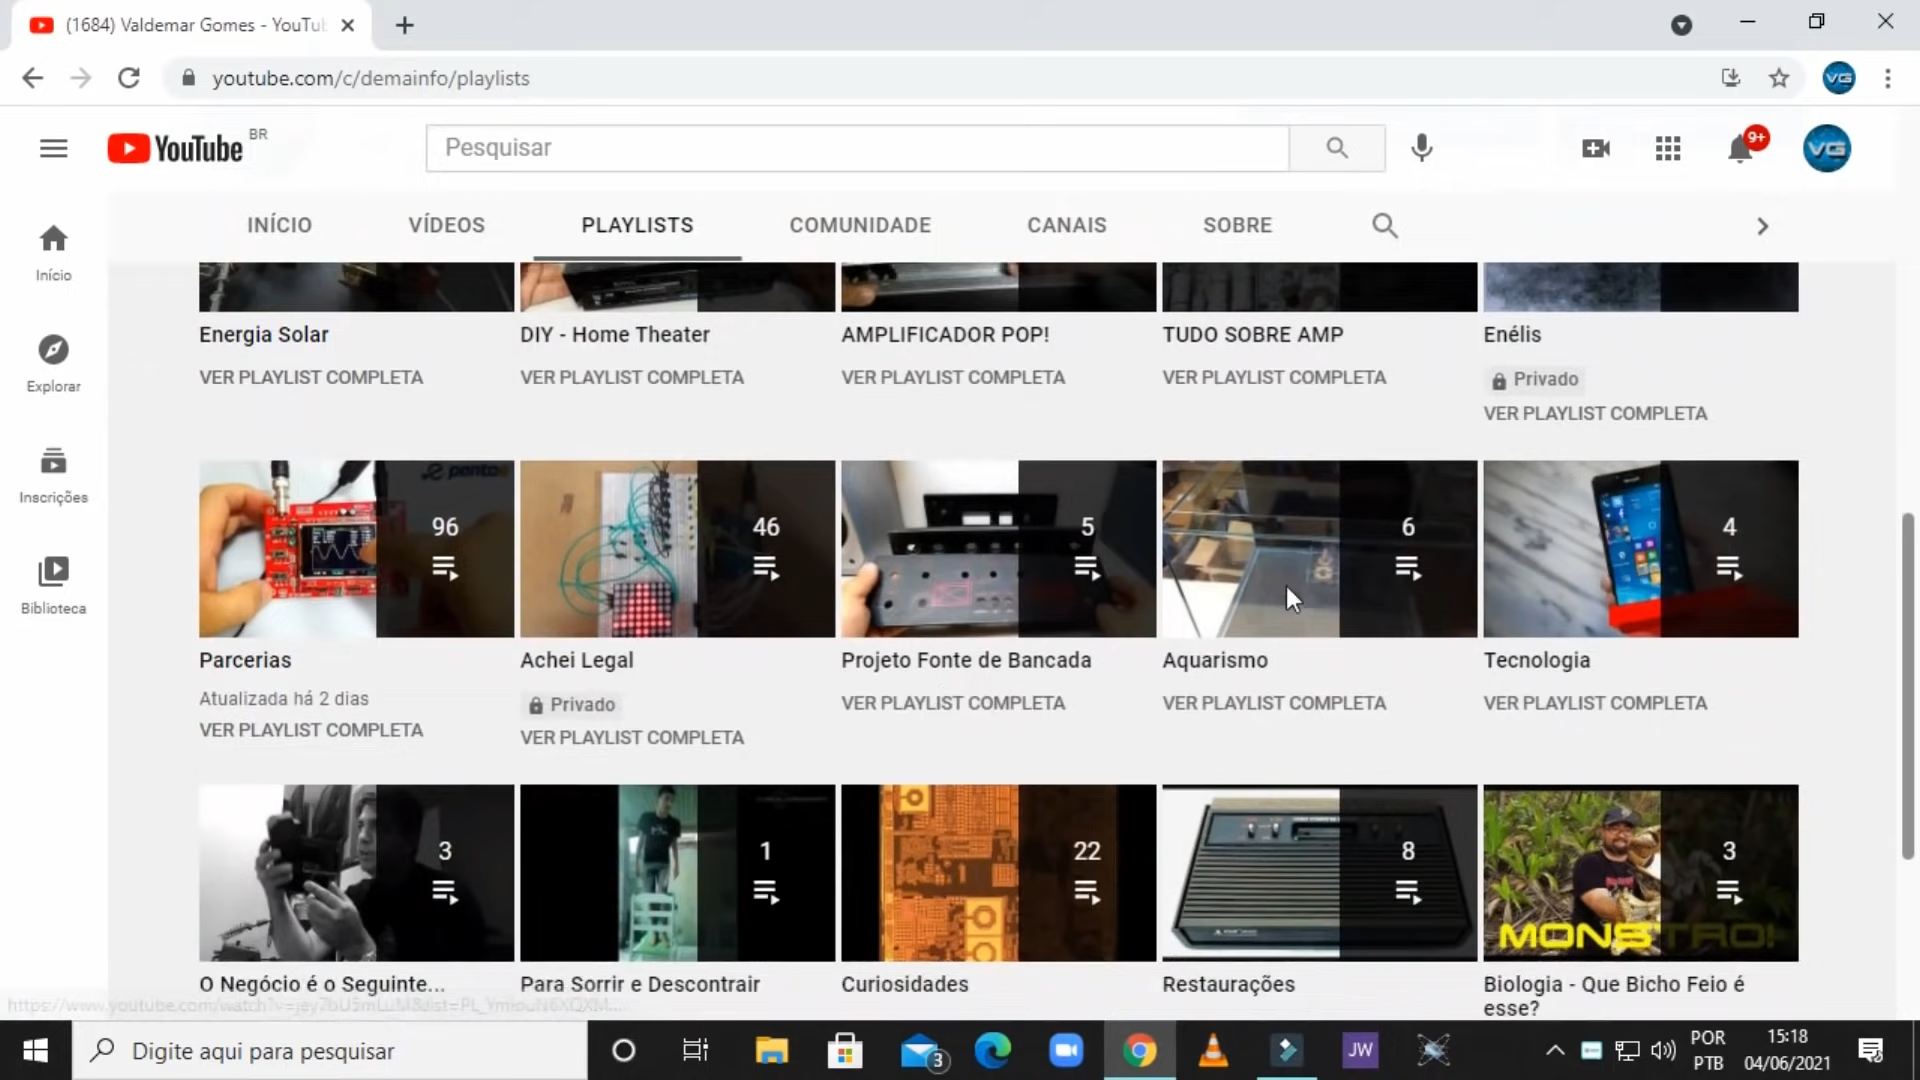 (1684) Valdemar Gomes - YouTu
youtube.com/c/demainfo/playlists
VG
YouTube BR
Pesquisar
9+
VG
INÍCIO VÍDEOS PLAYLISTS COMUNIDADE CANAIS SOBRE
Início
Explorar
Inscrições
Biblioteca
Energia Solar DIY - Home Theater AMPLIFICADOR POP! TUDO SOBRE AMP Enélis
VER PLAYLIST COMPLETA VER PLAYLIST COMPLETA VER PLAYLIST COMPLETA VER PLAYLIST COMPLETA Privado
VER PLAYLIST COMPLETA
96 46 5 6 4
Parcerias Achei Legal Projeto Fonte de Bancada Aquarismo Tecnologia
Atualizada há 2 dias Privado VER PLAYLIST COMPLETA VER PLAYLIST COMPLETA VER PLAYLIST COMPLETA
VER PLAYLIST COMPLETA VER PLAYLIST COMPLETA
3 1 22 8 3
MONSTRO!
O Negócio é o Seguinte... Para Sorrir e Descontrair Curiosidades Restaurações Biologia - Que Bicho Feio é
esse?
Digite aqui para pesquisar
3
JW
POR
PTB
15:18
04/06/2021